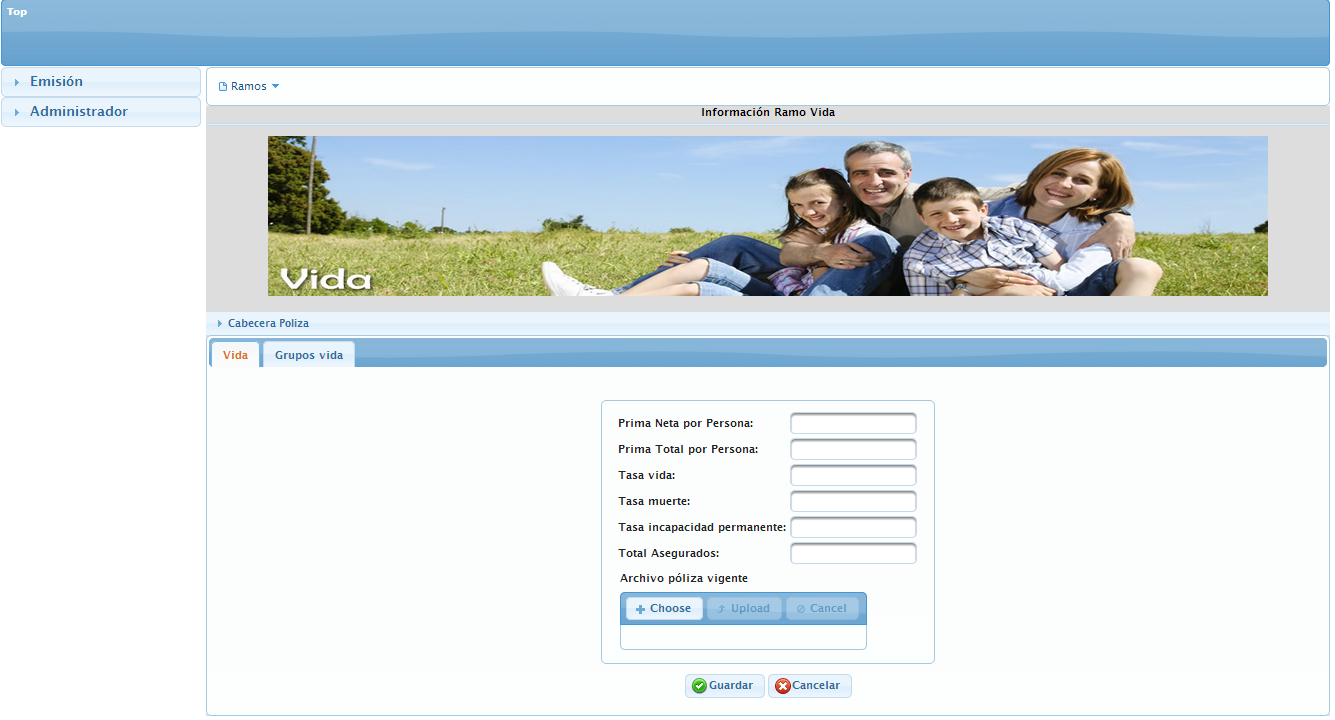 Top
Emisión
Administrador
Ramos
Información Ramo Vida
Vida
Cabecera Poliza
Vida
Grupos vida
Prima Neta por Persona:
Prima Total por Persona:
Tasa vida:
Tasa muerte:
Tasa incapacidad permanente:
Total Asegurados:
Archivo póliza vigente
Choose Upload Cancel
Guardar Cancelar